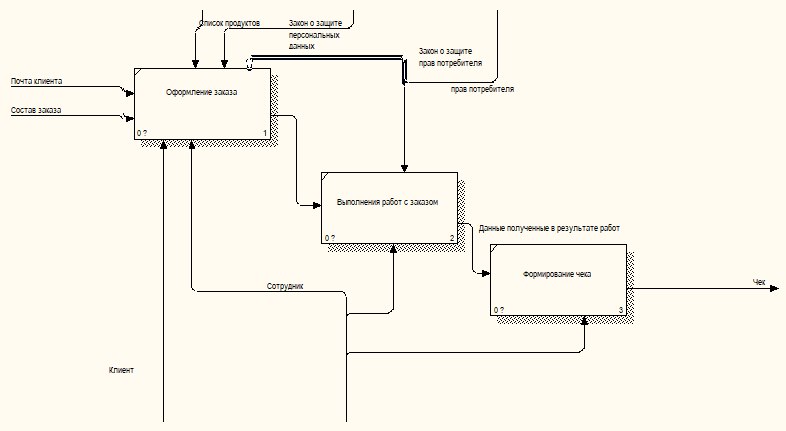 Список продуктов
Закон о защите
персональных
данных
Закон о защите
прав потребителя
прав потребителя
Почта клиента
Состав заказа
Оформление заказа
0 ?
1
Выполнения работ с заказом
0 ?
2
Данные полученные в результате работ
Формирование чека
0 ?
3
Чек
Сотрудник
Клиент